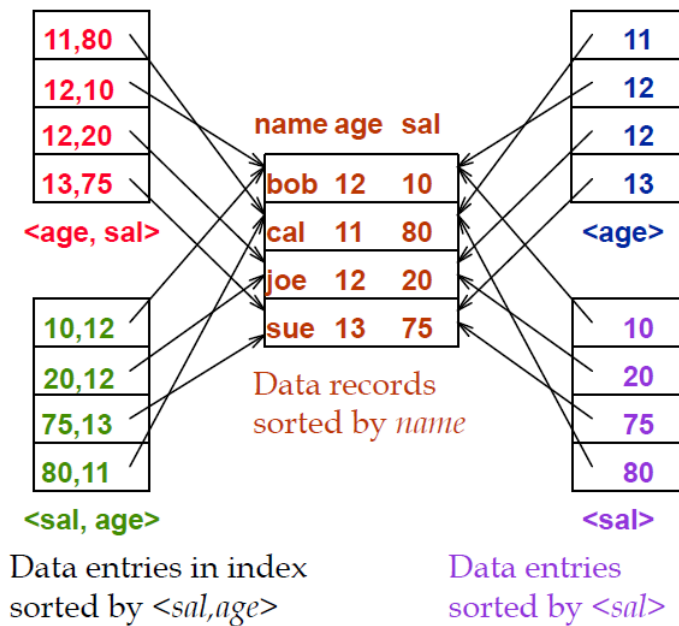 11,80
12,10
12,20
13,75
<age, sal>
name age sal
bob 12 10
cal 11 80
joe 12 20
sue 13 75
Data records
sorted by name
11
12
12
13
<age>
10,12
20,12
75,13
80,11
<sal, age>
Data entries in index
sorted by <sal,age>
10
20
75
80
<sal>
Data entries
sorted by <sal>